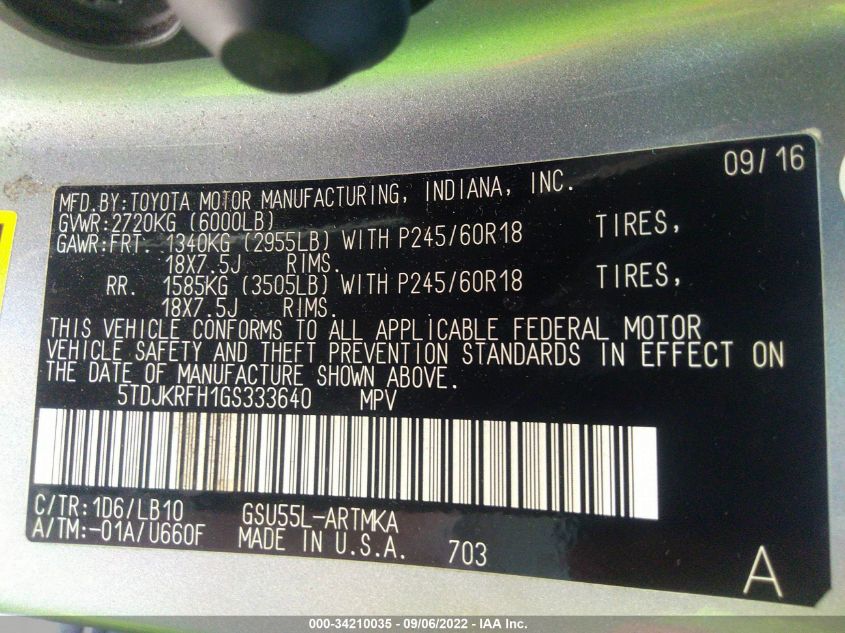 09/16
MFD.BY:TOYOTA MOTOR MANUFACTURING, INDIANA, INC.
GVWR:2720KG (6000LB)
GAWR:FRT. 1340KG (2955LB) WITH P245/60R18 TIRES,
18X7.5J RIMS.
RR. 1585KG (3505LB) WITH P245/60R18 TIRES,
18X7.5J RIMS.
THIS VEHICLE CONFORMS TO ALL APPLICABLE FEDERAL MOTOR
VEHICLE SAFETY AND THEFT PREVENTION STANDARDS IN EFFECT ON
THE DATE OF MANUFACTURE SHOWN ABOVE.
5TDJKRFH1GS333640 MPV
C/TR:1D6/LB10 GSU55L-ARTMKA
A/TM:-01A/U660F MADE IN U.S.A. 703
A
000-34210035 - 09/06/2022 - IAA Inc.